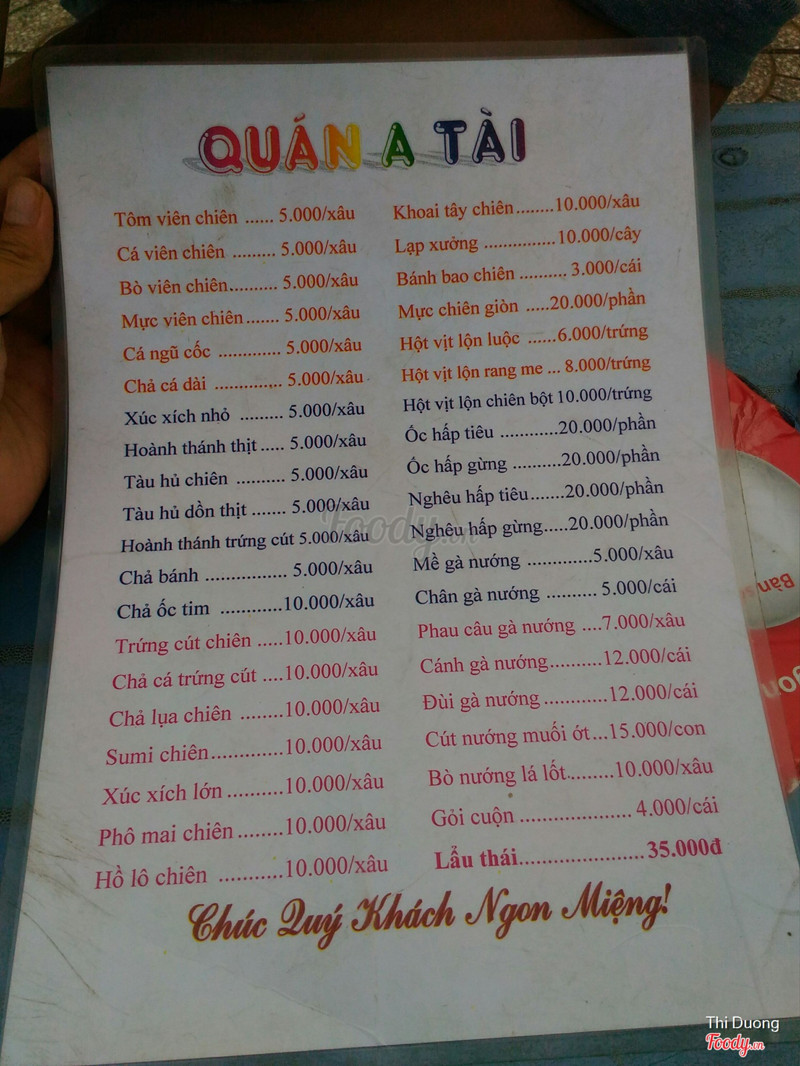 QUÁN A TÀI
Tôm viên chiên ...... 5.000/xâu
Cá viên chiên ......... 5.000/xâu
Bò viên chiên.......... 5.000/xâu
Mực viên chiên....... 5.000/xâu
Cá ngũ cốc ............. 5.000/xâu
Chả cá dài .............. 5.000/xâu
Xúc xích nhỏ ......... 5.000/xâu
Hoành thánh thịt ..... 5.000/xâu
Tàu hủ chiên .......... 5.000/xâu
Tàu hủ dồn thịt ....... 5.000/xâu
Hoành thánh trứng cút 5.000/xâu
Chả bánh ................ 5.000/xâu
Chả ốc tim ............10.000/xâu
Trứng cút chiên .....10.000/xâu
Chả cá trứng cút ....10.000/xâu
Chả lụa chiên ........10.000/xâu
Sumi chiên.............10.000/xâu
Xúc xích lớn ..........10.000/xâu
Phô mai chiên ........10.000/xâu
Hồ lô chiên ...........10.000/xâu
Khoai tây chiên........10.000/xâu
Lạp xưởng ...............10.000/cây
Bánh bao chiên .......... 3.000/cái
Mực chiên giòn .....20.000/phần
Hột vịt lộn luộc ......6.000/trứng
Hột vịt lộn rang me ... 8.000/trứng
Hột vịt lộn chiên bột 10.000/trứng
Ốc hấp tiêu ............20.000/phần
Ốc hấp gừng ..........20.000/phần
Nghêu hấp tiêu.......20.000/phần
Nghêu hấp gừng.....20.000/phần
Mề gà nướng .............5.000/xâu
Chân gà nướng .......... 5.000/cái
Phau câu gà nướng ....7.000/xâu
Cánh gà nướng..........12.000/cái
Đùi gà nướng ............12.000/cái
Cút nướng muối ớt...15.000/con
Bò nướng lá lốt.........10.000/xâu
Gỏi cuộn .................... 4.000/cái
Lẩu thái......................35.000đ
Chúc Quý Khách Ngon Miệng!
Foody.vn
Thi Duong
Foody.vn